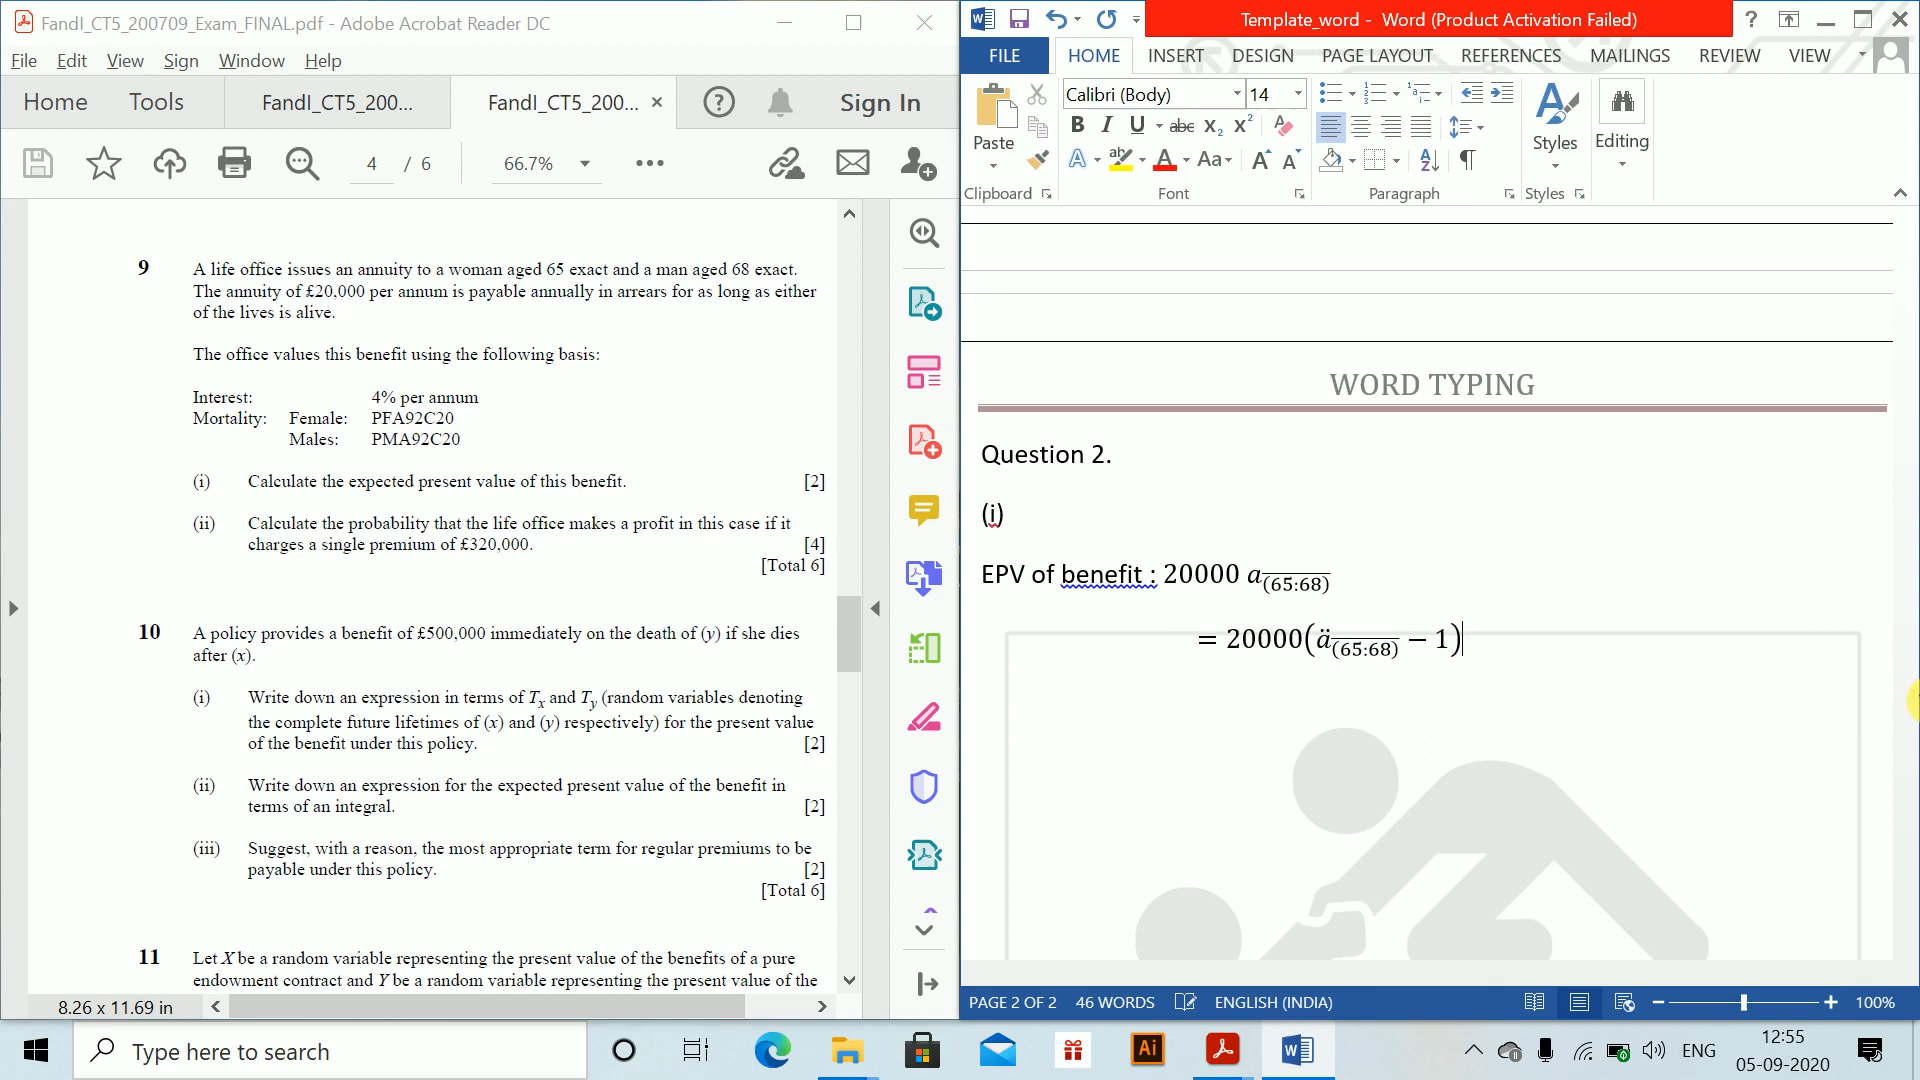 FandI_CT5_200709_Exam_FINAL.pdf - Adobe Acrobat Reader DC
File Edit View Sign Window Help
Home Tools FandI_CT5_200... FandI_CT5_200... × Sign In
4 / 6 66.7%
9 A life office issues an annuity to a woman aged 65 exact and a man aged 68 exact.
The annuity of £20,000 per annum is payable annually in arrears for as long as either
of the lives is alive.
The office values this benefit using the following basis:
Interest: 4% per annum
Mortality: Female: PFA92C20
Males: PMA92C20
(i) Calculate the expected present value of this benefit. [2]
(ii) Calculate the probability that the life office makes a profit in this case if it
charges a single premium of £320,000. [4]
[Total 6]
10 A policy provides a benefit of £500,000 immediately on the death of (y) if she dies
after (x).
(i) Write down an expression in terms of Tx and Ty (random variables denoting
the complete future lifetimes of (x) and (y) respectively) for the present value
of the benefit under this policy. [2]
(ii) Write down an expression for the expected present value of the benefit in
terms of an integral. [2]
(iii) Suggest, with a reason, the most appropriate term for regular premiums to be
payable under this policy. [2]
[Total 6]
11 Let X be a random variable representing the present value of the benefits of a pure
endowment contract and Y be a random variable representing the present value of the
8.26 x 11.69 in
Template_word - Word (Product Activation Failed)
FILE HOME INSERT DESIGN PAGE LAYOUT REFERENCES MAILINGS REVIEW VIEW
Calibri (Body) 14
Paste Styles Editing
Clipboard Font Paragraph Styles
WORD TYPING
Question 2.
(i)
EPV of benefit : 20000 a(65:68)
= 20000(ä(65:68) − 1)
PAGE 2 OF 2 46 WORDS ENGLISH (INDIA) 100%
Type here to search
Ai
ENG
12:55
05-09-2020